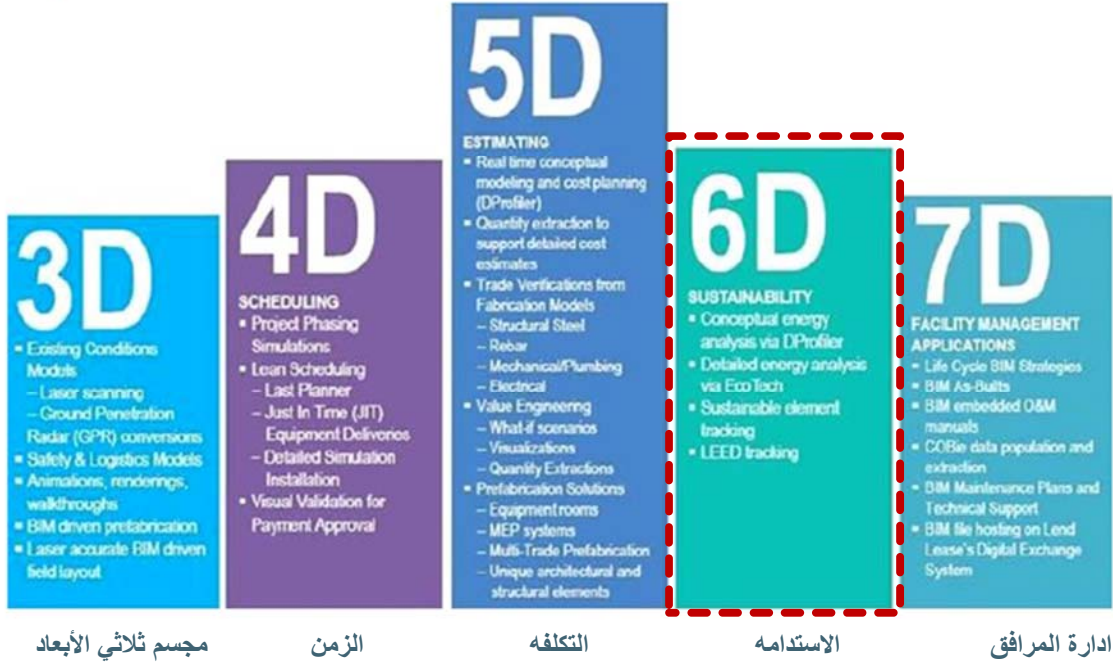 3D
▪ Existing Conditions
Models
– Laser scanning
– Ground Penetration
Radar (GPR) conversions
▪ Safety & Logistics Models
▪ Animations, renderings,
walkthroughs
▪ BIM driven prefabrication
▪ Laser accurate BIM driven
field layout
مجسم ثلاثي الأبعاد
4D
SCHEDULING
▪ Project Phasing
Simulations
▪ Lean Scheduling
– Last Planner
– Just In Time (JIT)
Equipment Deliveries
– Detailed Simulation
Installation
▪ Visual Validation for
Payment Approval
الزمن
5D
ESTIMATING
▪ Real time conceptual
modeling and cost planning
(DProfiler)
▪ Quantity extraction to
support detailed cost
estimates
▪ Trade Verifications from
Fabrication Models
– Structural Steel
– Rebar
– Mechanical/Plumbing
– Electrical
▪ Value Engineering
– What-if scenarios
– Visualizations
– Quantity Extractions
▪ Prefabrication Solutions
– Equipment rooms
– MEP systems
– Multi-Trade Prefabrication
– Unique architectural and
structural elements
التكلفه
6D
SUSTAINABILITY
▪ Conceptual energy
analysis via DProfiler
▪ Detailed energy analysis
via EcoTech
▪ Sustainable element
tracking
▪ LEED tracking
الاستدامه
7D
FACILITY MANAGEMENT
APPLICATIONS
▪ Life Cycle BIM Strategies
▪ BIM As-Builts
▪ BIM embedded O&M
manuals
▪ COBie data population and
extraction
▪ BIM Maintenance Plans and
Technical Support
▪ BIM file hosting on Lend
Lease's Digital Exchange
System
ادارة المرافق